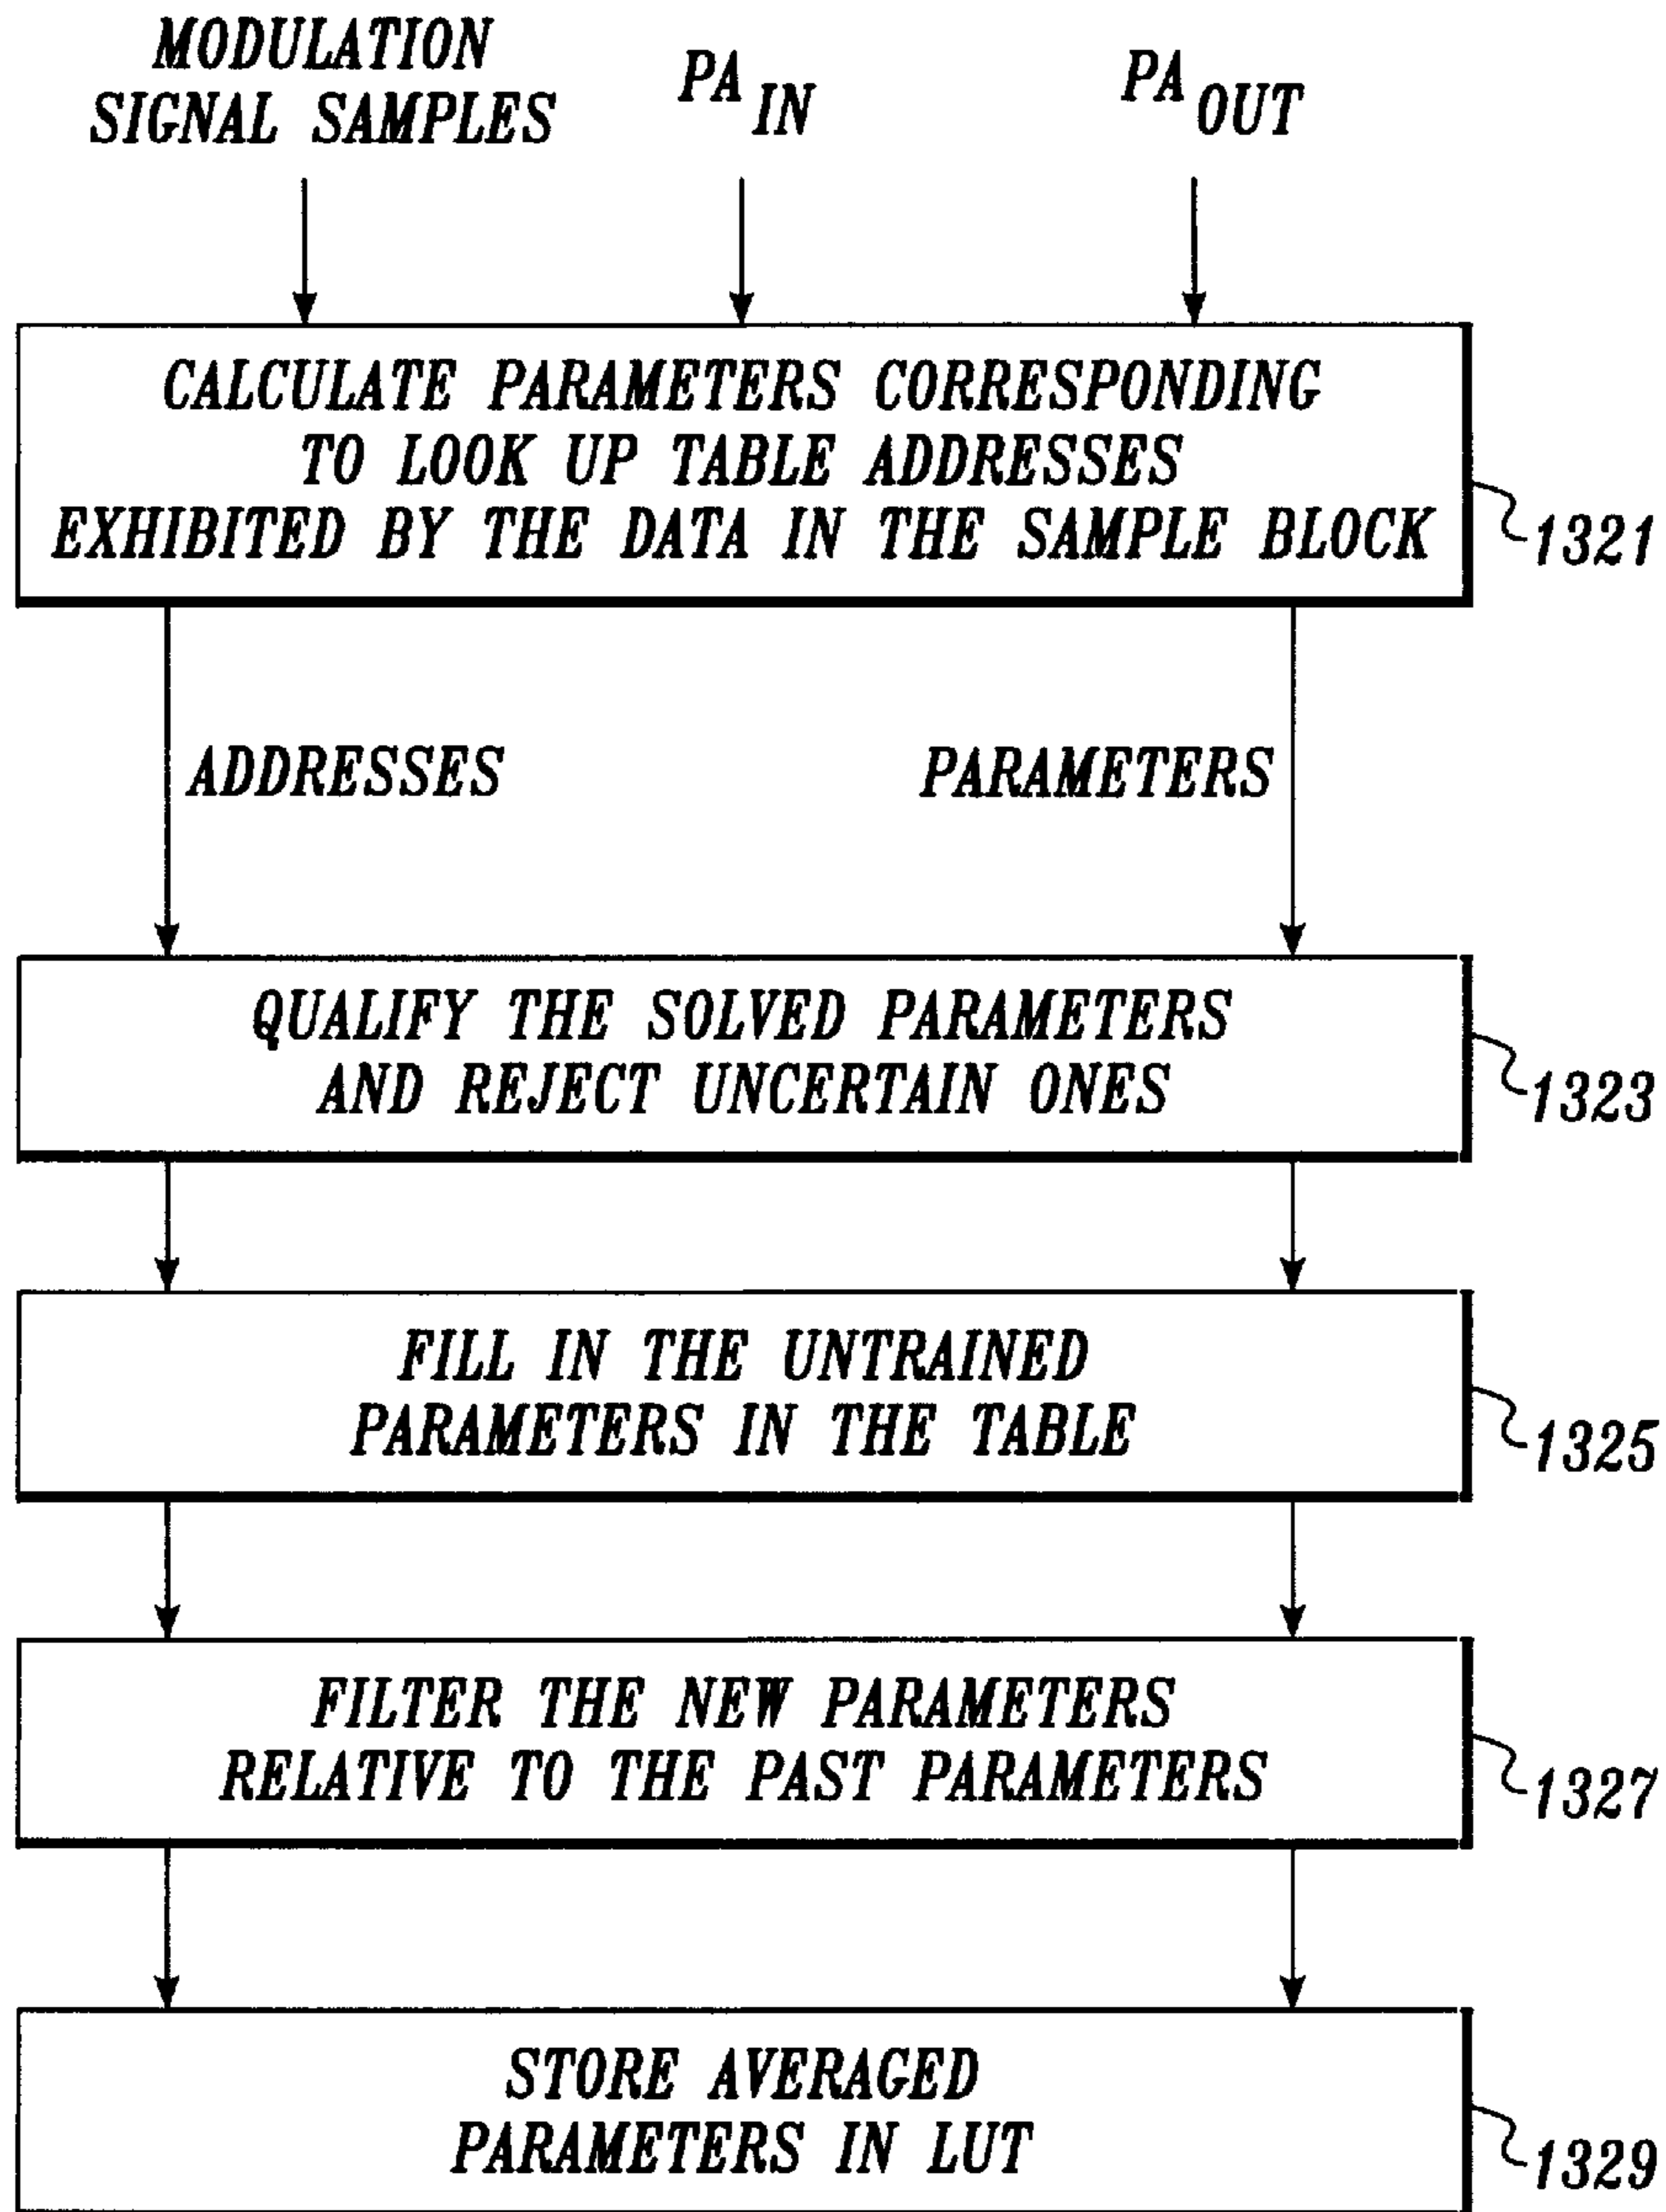 MODULATION
SIGNAL SAMPLES
PA IN
PA OUT
CALCULATE PARAMETERS CORRESPONDING
TO LOOK UP TABLE ADDRESSES
EXHIBITED BY THE DATA IN THE SAMPLE BLOCK
1321
ADDRESSES
PARAMETERS
QUALIFY THE SOLVED PARAMETERS
AND REJECT UNCERTAIN ONES
1323
FILL IN THE UNTRAINED
PARAMETERS IN THE TABLE
1325
FILTER THE NEW PARAMETERS
RELATIVE TO THE PAST PARAMETERS
1327
STORE AVERAGED
PARAMETERS IN LUT
1329